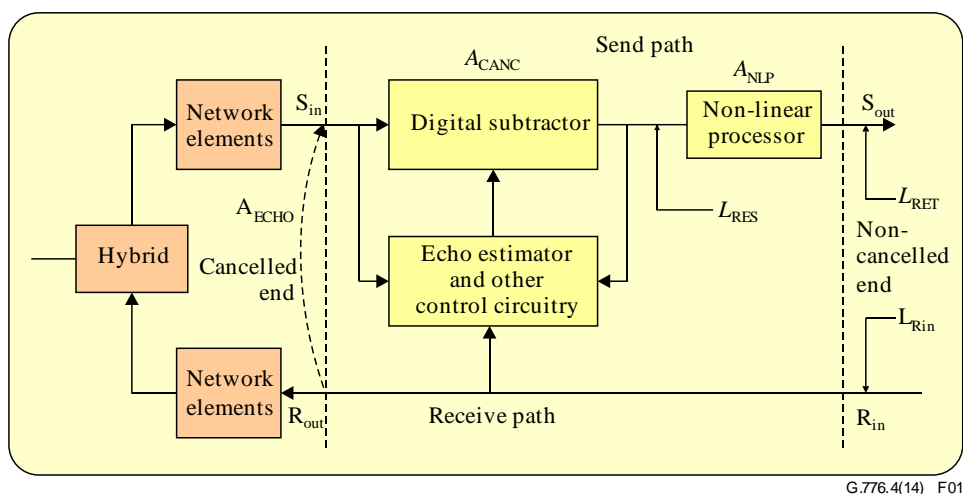 Send path
A_CANC
A_NLP
Network
elements
S_in
Digital subtractor
Non-linear
processor
S_out
A_ECHO
L_RES
L_RET
Hybrid
Cancelled
end
Echo estimator
and other
control circuitry
Non-
cancelled
end
L_Rin
Network
elements
R_out
Receive path
R_in
G.776.4(14) F01